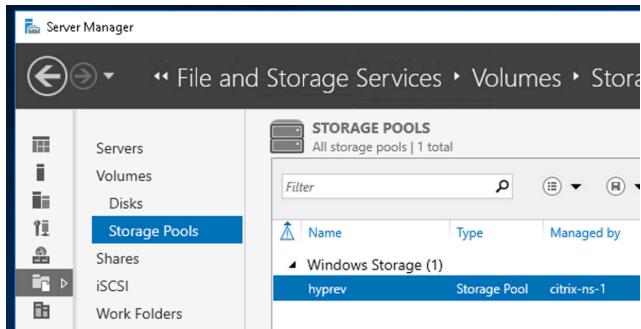 Server Manager
‹‹ File and Storage Services ‣ Volumes ‣ Stora
Servers
Volumes
Disks
Storage Pools
Shares
iSCSI
Work Folders
STORAGE POOLS
All storage pools | 1 total
Filter
Name Type Managed by
Windows Storage (1)
hyprev Storage Pool citrix-ns-1